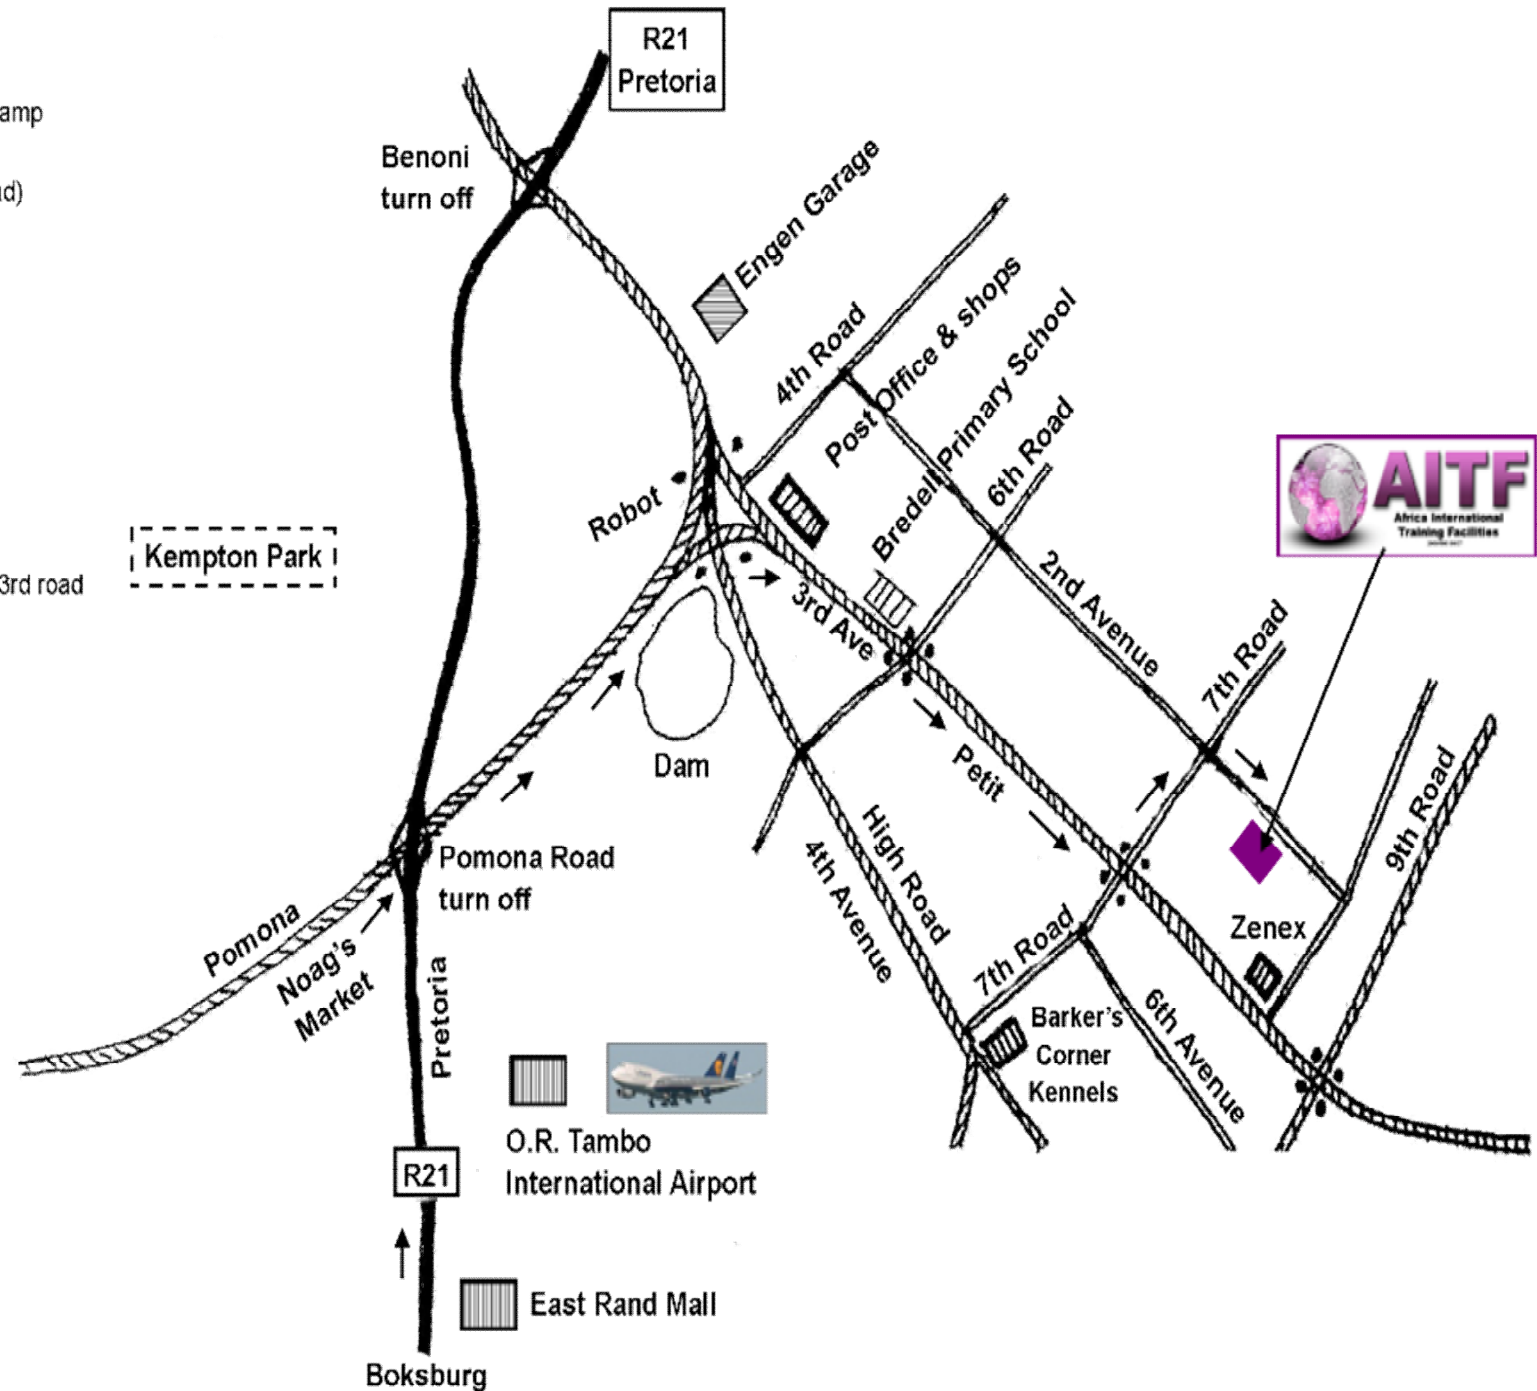 R21
Pretoria
amp
Benoni
turn off
ad)
Engen Garage
4th Road
Post Office & shops
Bredell Primary School
6th Road
Robot
AITF
Africa International
Training Facilities
Kempton Park
3rd road
3rd Ave
2nd Avenue
7th Road
Dam
Petit
9th Road
High Road
4th Avenue
Pomona Road
turn off
Pomona
Noag's
Market
Pretoria
7th Road
Zenex
6th Avenue
Barker's
Corner
Kennels
O.R. Tambo
International Airport
R21
East Rand Mall
Boksburg